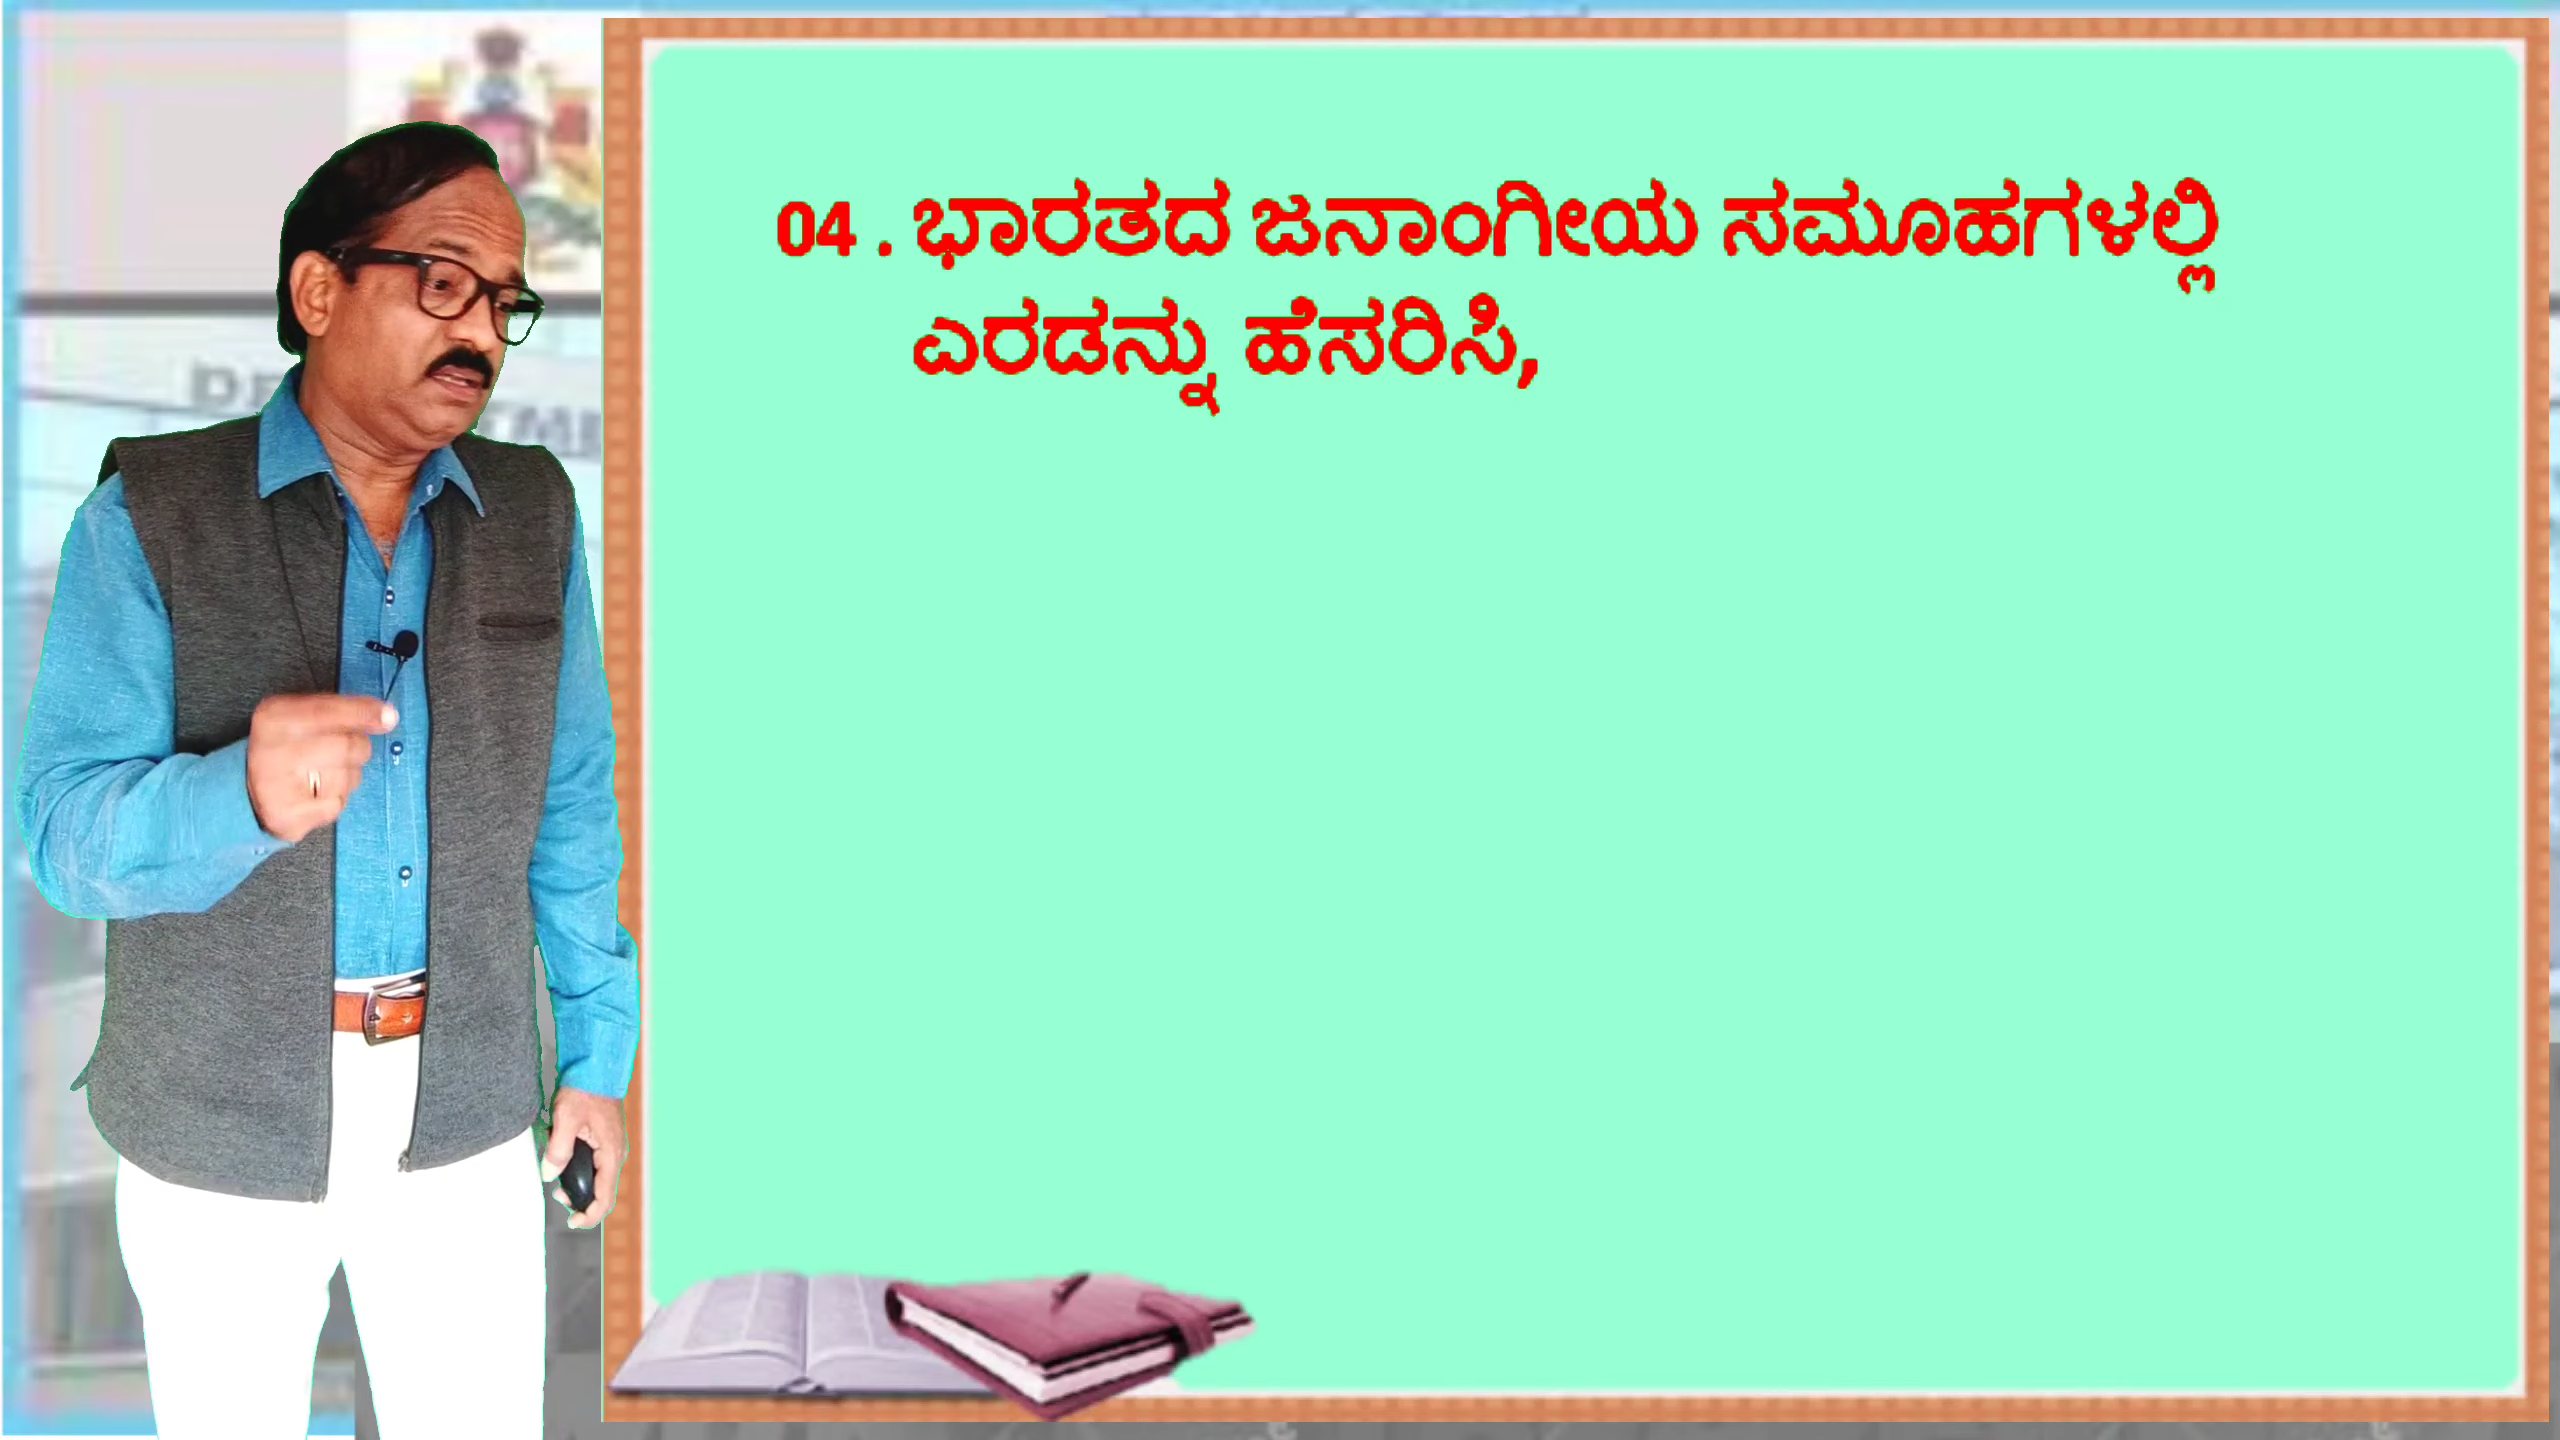 04 . ಭಾರತದ ಜನಾಂಗೀಯ ಸಮೂಹಗಳಲ್ಲಿ
ಎರಡನ್ನು ಹೆಸರಿಸಿ,